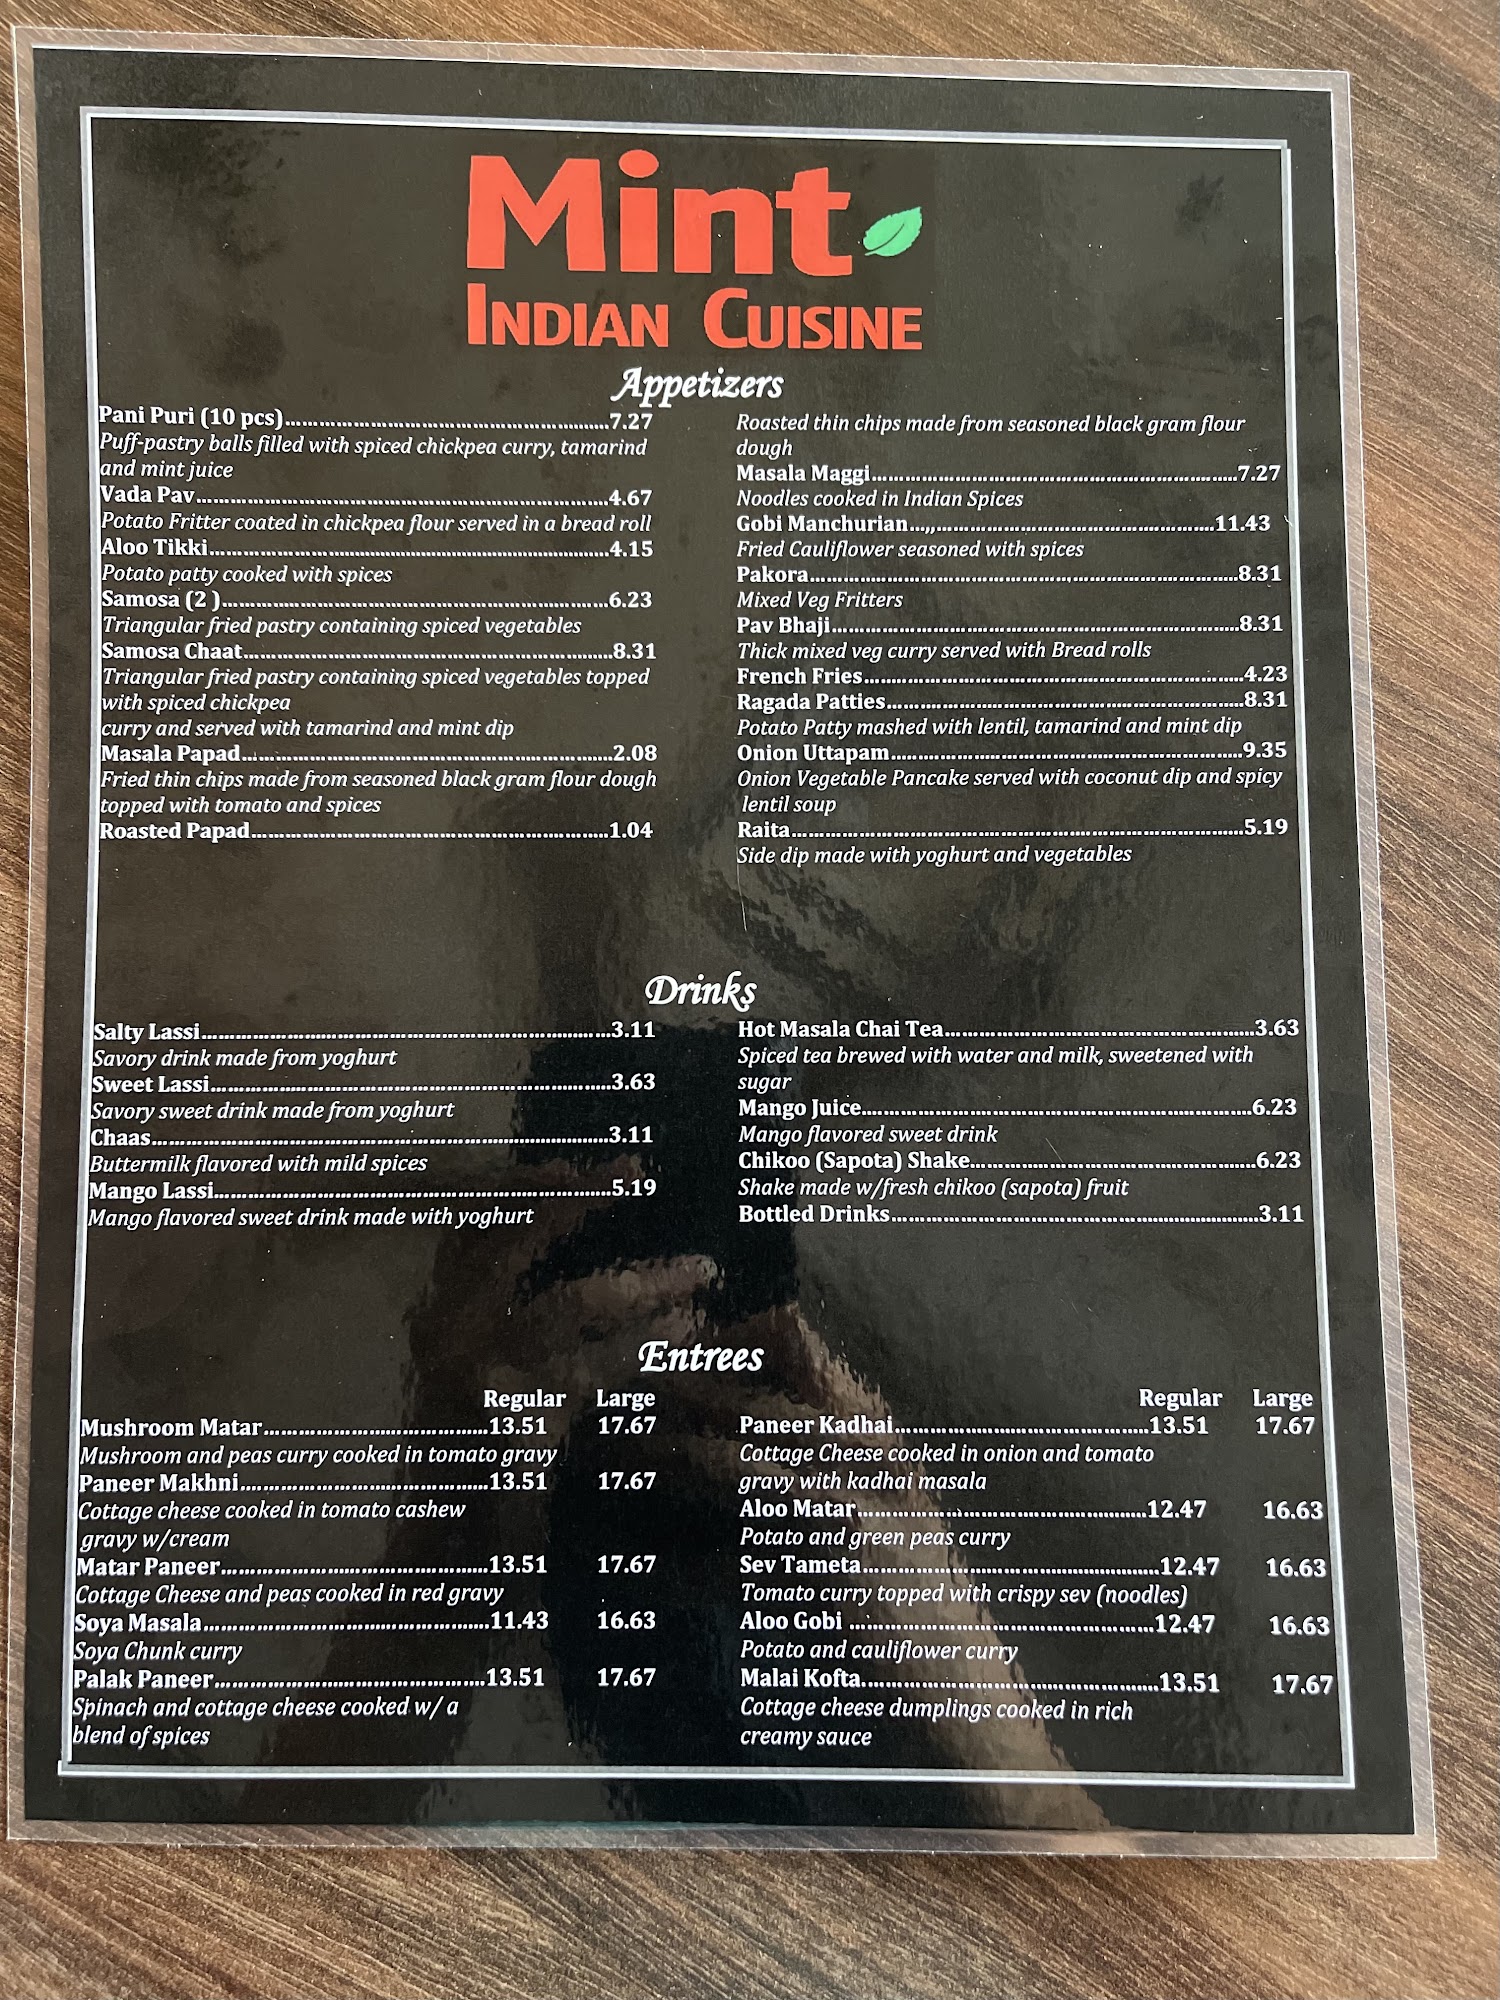 Mint
INDIAN CUISINE
Appetizers
Pani Puri (10 pcs)..........7.27
Puff-pastry balls filled with spiced chickpea curry, tamarind
and mint juice
Vada Pav..........4.67
Potato Fritter coated in chickpea flour served in a bread roll
Aloo Tikki..........4.15
Potato patty cooked with spices
Samosa (2 )..........6.23
Triangular fried pastry containing spiced vegetables
Samosa Chaat..........8.31
Triangular fried pastry containing spiced vegetables topped
with spiced chickpea
curry and served with tamarind and mint dip
Masala Papad..........2.08
Fried thin chips made from seasoned black gram flour dough
topped with tomato and spices
Roasted Papad..........1.04
Roasted thin chips made from seasoned black gram flour
dough
Masala Maggi..........7.27
Noodles cooked in Indian Spices
Gobi Manchurian...,,..........11.43
Fried Cauliflower seasoned with spices
Pakora..........8.31
Mixed Veg Fritters
Pav Bhaji..........8.31
Thick mixed veg curry served with Bread rolls
French Fries..........4.23
Ragada Patties..........8.31
Potato Patty mashed with lentil, tamarind and mint dip
Onion Uttapam..........9.35
Onion Vegetable Pancake served with coconut dip and spicy
lentil soup
Raita..........5.19
Side dip made with yoghurt and vegetables
Drinks
Salty Lassi..........3.11
Savory drink made from yoghurt
Sweet Lassi..........3.63
Savory sweet drink made from yoghurt
Chaas..........3.11
Buttermilk flavored with mild spices
Mango Lassi..........5.19
Mango flavored sweet drink made with yoghurt
Hot Masala Chai Tea..........3.63
Spiced tea brewed with water and milk, sweetened with
sugar
Mango Juice..........6.23
Mango flavored sweet drink
Chikoo (Sapota) Shake..........6.23
Shake made w/fresh chikoo (sapota) fruit
Bottled Drinks..........3.11
Entrees
Regular Large
Mushroom Matar..........13.51 17.67
Mushroom and peas curry cooked in tomato gravy
Paneer Makhni..........13.51 17.67
Cottage cheese cooked in tomato cashew
gravy w/cream
Matar Paneer..........13.51 17.67
Cottage Cheese and peas cooked in red gravy
Soya Masala..........11.43 16.63
Soya Chunk curry
Palak Paneer..........13.51 17.67
Spinach and cottage cheese cooked w/ a
blend of spices
Regular Large
Paneer Kadhai..........13.51 17.67
Cottage Cheese cooked in onion and tomato
gravy with kadhai masala
Aloo Matar..........12.47 16.63
Potato and green peas curry
Sev Tameta..........12.47 16.63
Tomato curry topped with crispy sev (noodles)
Aloo Gobi ..........12.47 16.63
Potato and cauliflower curry
Malai Kofta..........13.51 17.67
Cottage cheese dumplings cooked in rich
creamy sauce